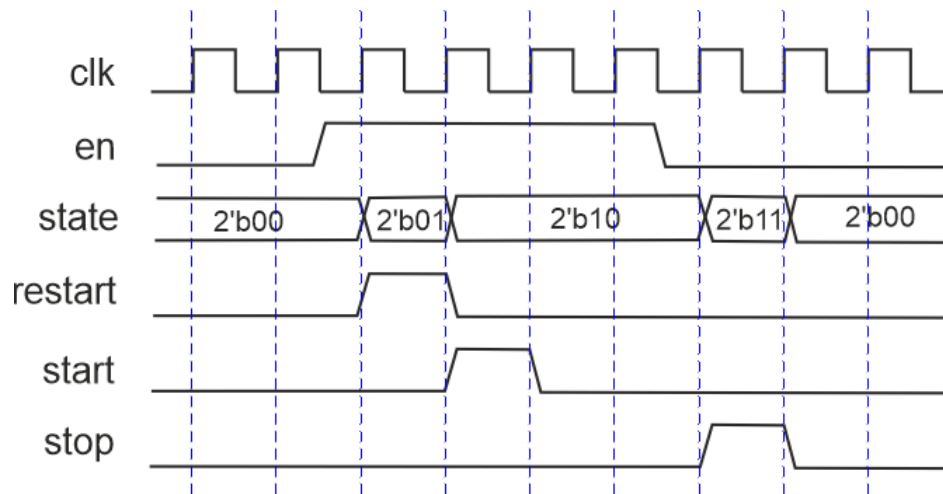 clk
en
state 2'b00 2'b01 2'b10 2'b11 2'b00
restart
start
stop